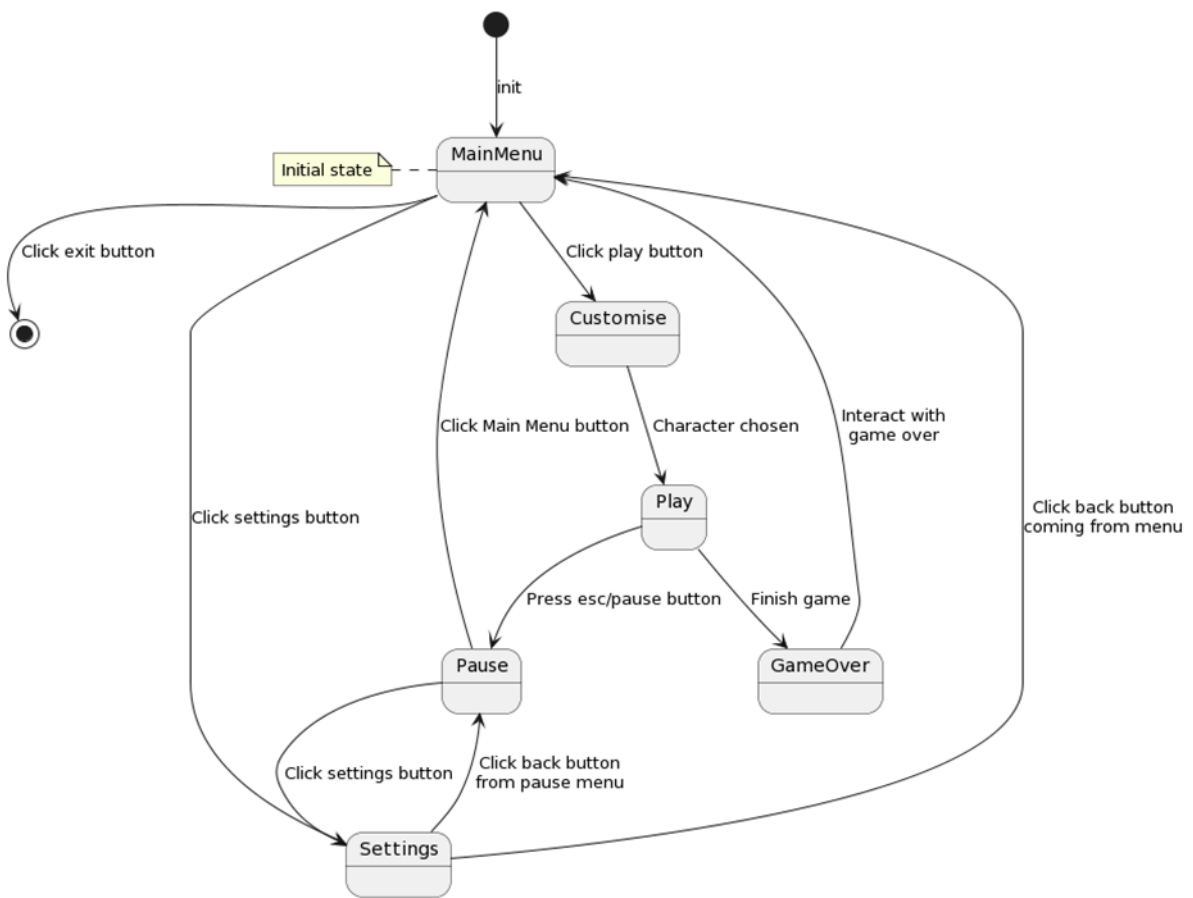 init
MainMenu
Initial state
Click exit button
Click play button
Customise
Click Main Menu button
Character chosen
Interact with
game over
Play
Click settings button
Click back button
coming from menu
Press esc/pause button
Finish game
Pause
GameOver
Click settings button
Click back button
from pause menu
Settings